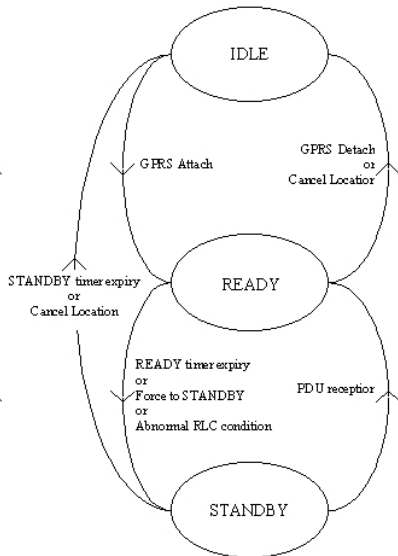 IDLE
GPRS Attach
GPRS Detach
or
Cancel Location
STANDBY timer expiry
or
Cancel Location
READY
READY timer expiry
or
Force to STANDBY
or
Abnormal RLC condition
PDU reception
STANDBY